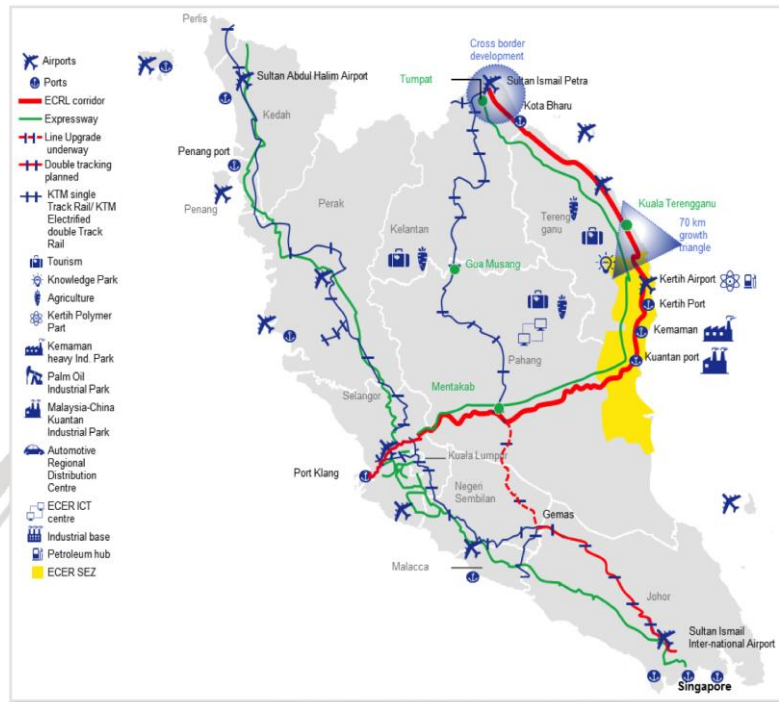 Airports
Ports
ECRL corridor
Expressway
Line Upgrade
underway
Double tracking
planned
KTM single
Track Rail/ KTM
Electrified
double Track
Rail
Tourism
Knowledge Park
Agriculture
Kertih Polymer
Part
Kemaman
heavy Ind. Park
Palm Oil
Industrial Park
Malaysia-China
Kuantan
Industrial Park
Automotive
Regional
Distribution
Centre
ECER ICT
centre
Industrial base
Petroleum hub
ECER SEZ
Perlis
Sultan Abdul Halim Airport
Kedah
Penang port
Penang
Perak
Cross border
development
Tumpat
Sultan Ismail Petra
Kota Bharu
Kelantan
Tereng
ganu
Kuala Terengganu
70 km
growth
triangle
Gua Musang
Kertih Airport
Kertih Port
Kemaman
Kuantan port
Pahang
Mentakab
Selangor
Port Klang
Kuala Lumpur
Negeri
Sembilan
Gemas
Malacca
Johor
Sultan Ismail
Inter-national Airport
Singapore